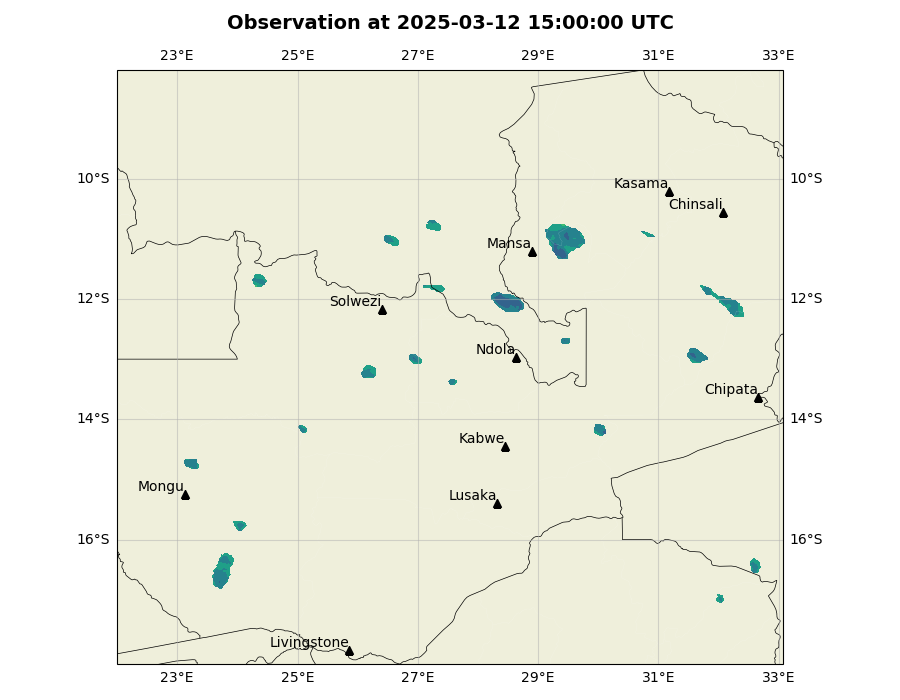 Observation at 2025-03-12 15:00:00 UTC
23°E 25°E 27°E 29°E 31°E 33°E
10°S 10°S
Kasama
Chinsali
Mansa
12°S 12°S
Solwezi
Ndola
Chipata
14°S 14°S
Kabwe
Mongu
Lusaka
16°S 16°S
Livingstone
23°E 25°E 27°E 29°E 31°E 33°E